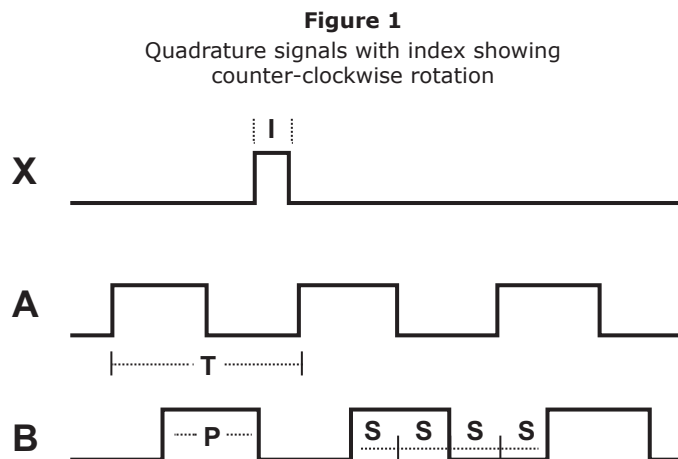 Figure 1
Quadrature signals with index showing
counter-clockwise rotation
I
X
A
T
B
P
S S S S